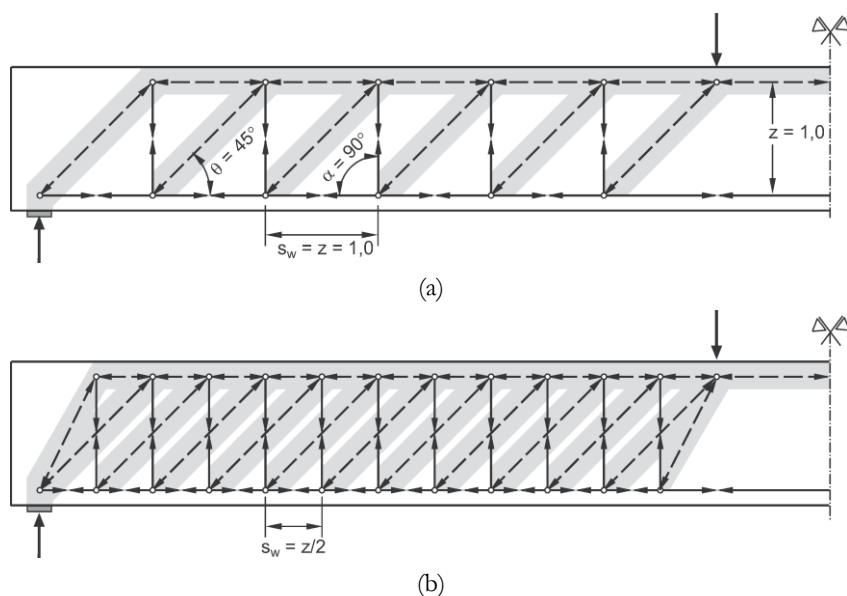 θ = 45°
α = 90°
z = 1,0
s_w = z = 1,0
(a)
s_w = z/2
(b)